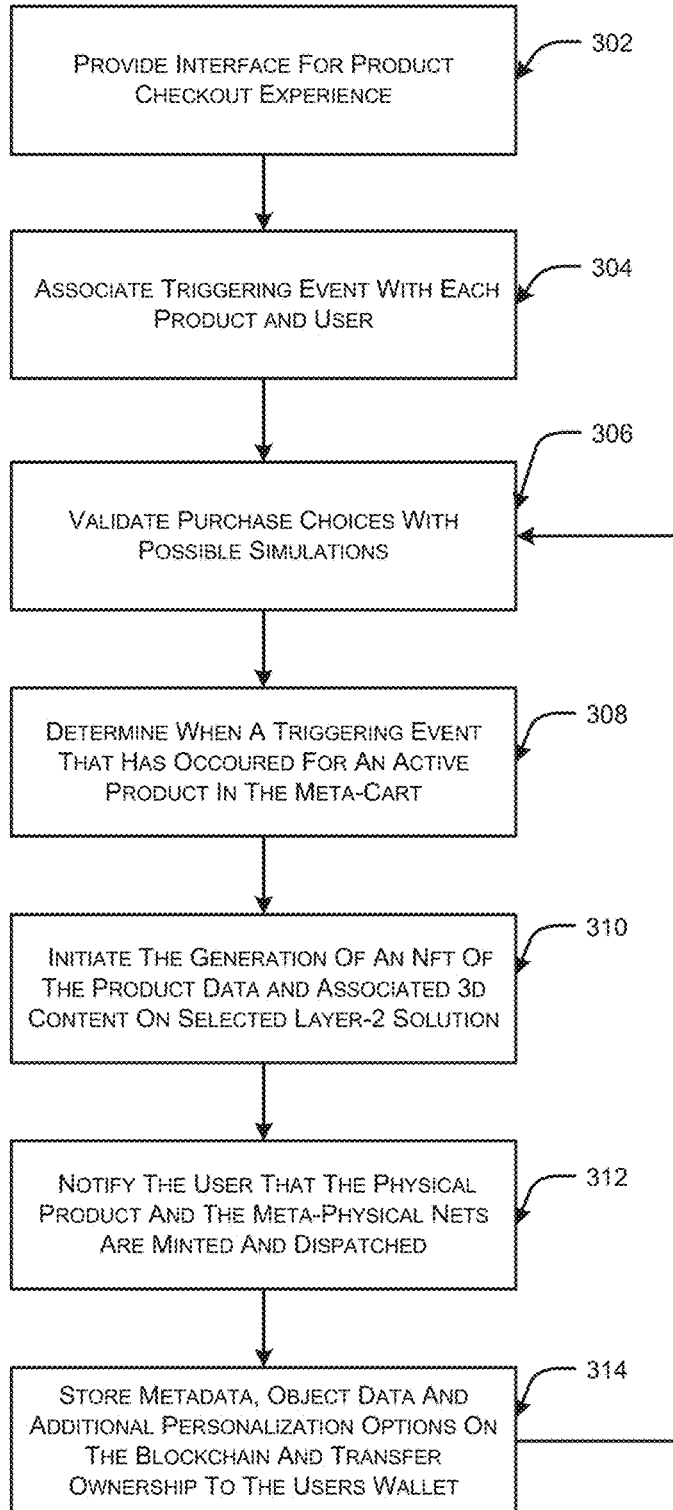 PROVIDE INTERFACE FOR PRODUCT
CHECKOUT EXPERIENCE
302
ASSOCIATE TRIGGERING EVENT WITH EACH
PRODUCT AND USER
304
VALIDATE PURCHASE CHOICES WITH
POSSIBLE SIMULATIONS
306
DETERMINE WHEN A TRIGGERING EVENT
THAT HAS OCCOURED FOR AN ACTIVE
PRODUCT IN THE META-CART
308
INITIATE THE GENERATION OF AN NFT OF
THE PRODUCT DATA AND ASSOCIATED 3D
CONTENT ON SELECTED LAYER-2 SOLUTION
310
NOTIFY THE USER THAT THE PHYSICAL
PRODUCT AND THE META-PHYSICAL NETS
ARE MINTED AND DISPATCHED
312
STORE METADATA, OBJECT DATA AND
ADDITIONAL PERSONALIZATION OPTIONS ON
THE BLOCKCHAIN AND TRANSFER
OWNERSHIP TO THE USERS WALLET
314